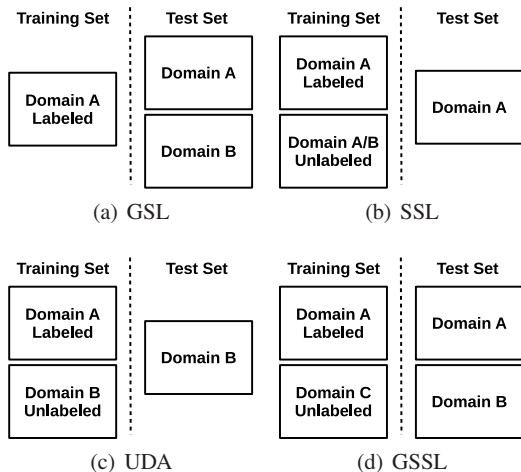 Training Set
Test Set
Domain A
Labeled
Domain A
Domain B
(a) GSL
Training Set
Test Set
Domain A
Labeled
Domain A/B
Unlabeled
Domain A
(b) SSL
Training Set
Test Set
Domain A
Labeled
Domain B
Unlabeled
Domain B
(c) UDA
Training Set
Test Set
Domain A
Labeled
Domain C
Unlabeled
Domain A
Domain B
(d) GSSL